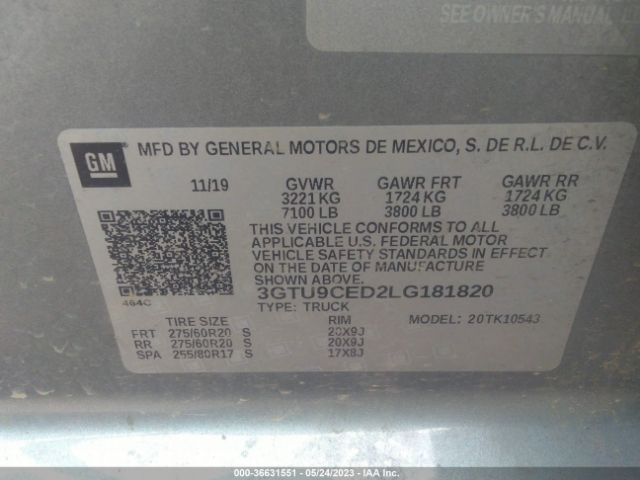 SEE OWNER'S MANUAL
GM
MFD BY GENERAL MOTORS DE MEXICO, S. DE R.L. DE C.V.
11/19 GVWR GAWR FRT GAWR RR
3221 KG 1724 KG 1724 KG
7100 LB 3800 LB 3800 LB
THIS VEHICLE CONFORMS TO ALL
APPLICABLE U.S. FEDERAL MOTOR
VEHICLE SAFETY STANDARDS IN EFFECT
ON THE DATE OF MANUFACTURE
SHOWN ABOVE.
464C
3GTU9CED2LG181820
TYPE: TRUCK
TIRE SIZE RIM MODEL: 20TK10543
FRT 275/60R20 S 20X9J
RR 275/60R20 S 20X9J
SPA 255/80R17 S 17X8J
000-36631551 - 05/24/2023 - IAA Inc.